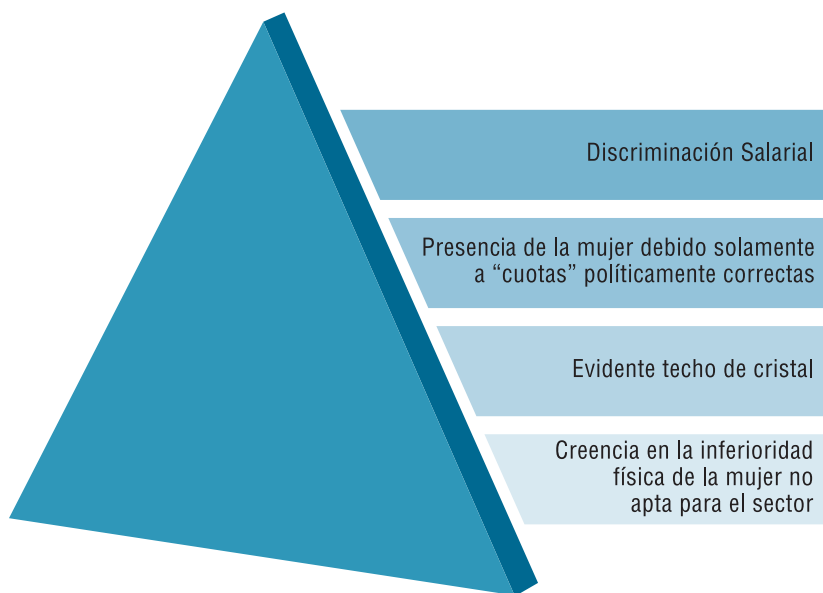 Discriminación Salarial
Presencia de la mujer debido solamente
a “cuotas” políticamente correctas
Evidente techo de cristal
Creencia en la inferioridad
física de la mujer no
apta para el sector